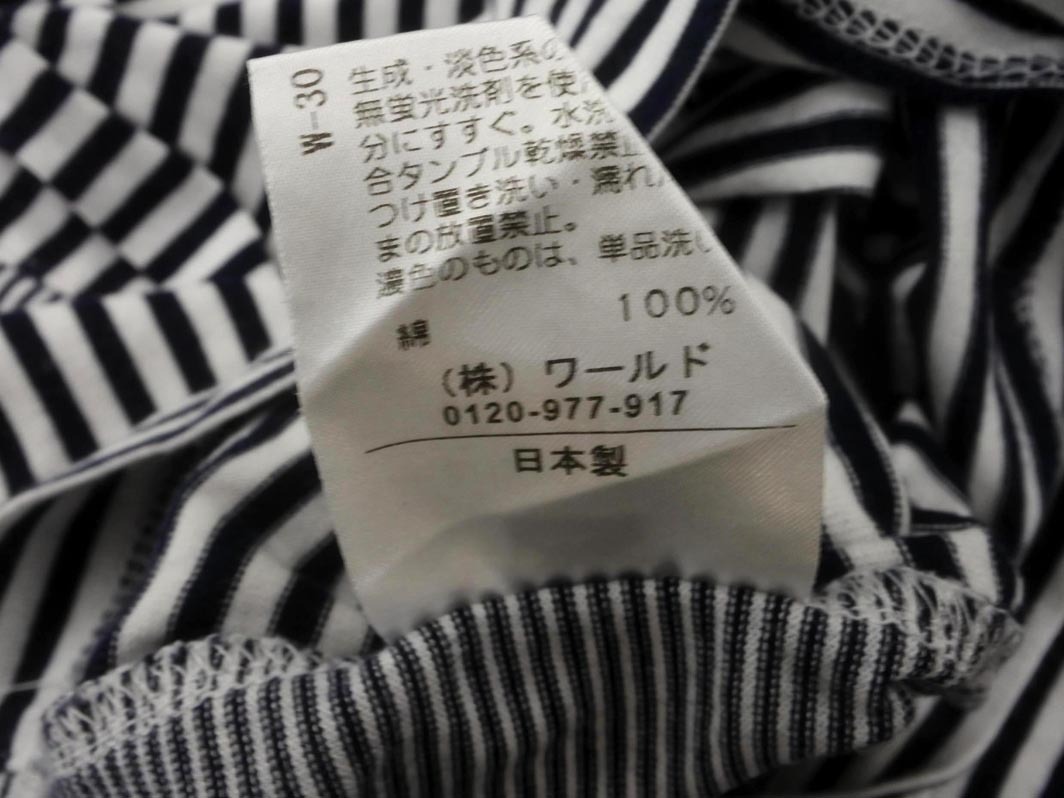 W-30
生成・淡色系の
無蛍光洗剤を使
分にすすぐ。水洗
合タンブル乾燥禁止
つけ置き洗い・濡れ
まの放置禁止。
濃色のものは、単品洗い
綿 100%
（株）ワールド
0120-977-917
日本製